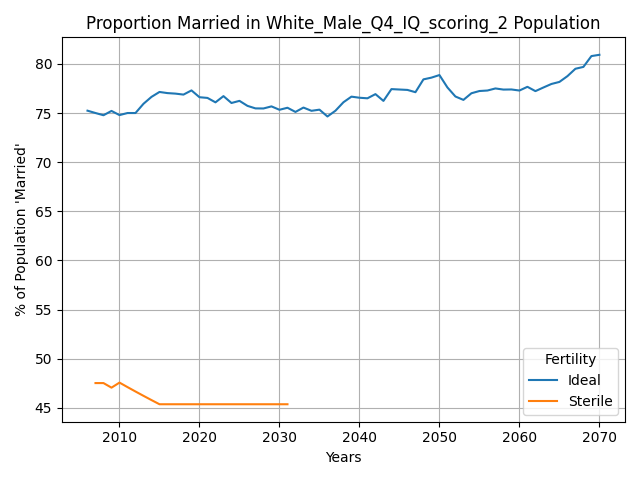 Proportion Married in White_Male_Q4_IQ_scoring_2 Population
% of Population 'Married'
80
75
70
65
60
55
50
45
2010 2020 2030 2040 2050 2060 2070
Years
Fertility
Ideal
Sterile